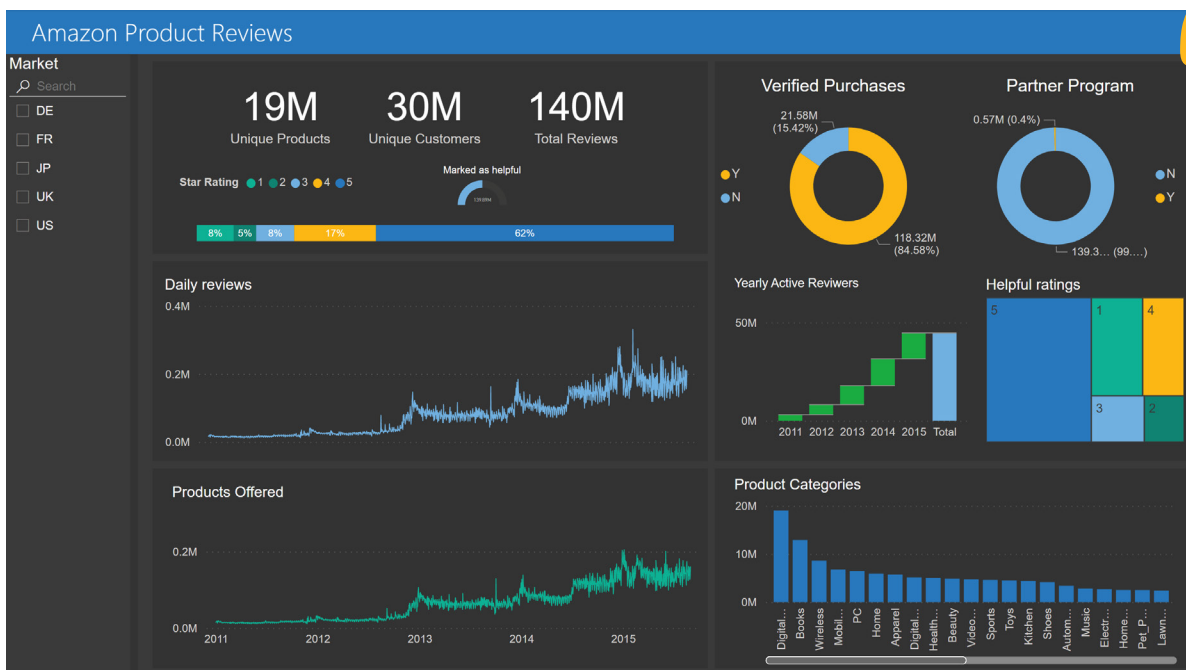 Amazon Product Reviews
Market
Search
DE
FR
JP
UK
US
19M
Unique Products
30M
Unique Customers
140M
Total Reviews
Marked as helpful
139.89M
Star Rating 1 2 3 4 5
8% 5% 8% 17% 62%
Verified Purchases
21.58M
(15.42%)
Y
N
118.32M
(84.58%)
Partner Program
0.57M (0.4%)
N
Y
139.3... (99....)
Daily reviews
0.4M
0.2M
0.0M
Yearly Active Reviwers
50M
0M
2011 2012 2013 2014 2015 Total
Helpful ratings
5
1
4
3
2
Products Offered
0.2M
0.0M
2011 2012 2013 2014 2015
Product Categories
20M
10M
0M
Digital...
Books
Wireless
Mobil...
PC
Home
Apparel
Digital...
Health...
Beauty
Video...
Sports
Toys
Kitchen
Shoes
Autom...
Music
Electr...
Home...
Pet_P...
Lawn...